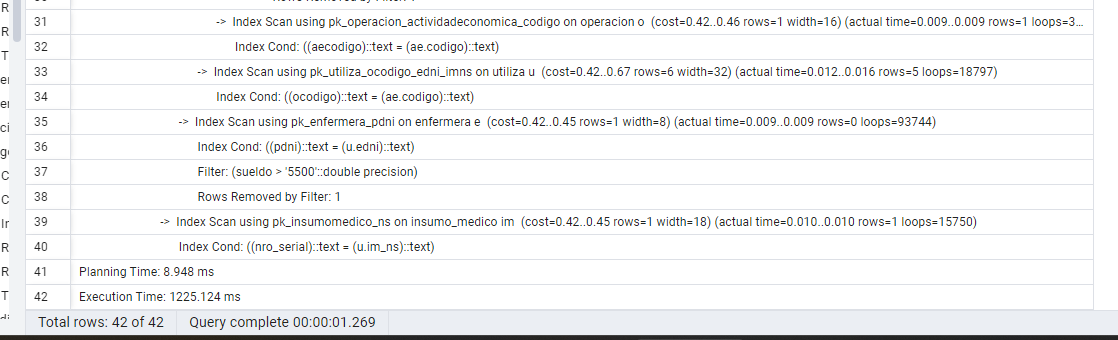 31 -> Index Scan using pk_operacion_actividadeconomica_codigo on operacion o (cost=0.42..0.46 rows=1 width=16) (actual time=0.009..0.009 rows=1 loops=3...
32 Index Cond: ((aecodigo)::text = (ae.codigo)::text)
33 -> Index Scan using pk_utiliza_ocodigo_edni_imns on utiliza u (cost=0.42..0.67 rows=6 width=32) (actual time=0.012..0.016 rows=5 loops=18797)
34 Index Cond: ((ocodigo)::text = (ae.codigo)::text)
35 -> Index Scan using pk_enfermera_pdni on enfermera e (cost=0.42..0.45 rows=1 width=8) (actual time=0.009..0.009 rows=0 loops=93744)
36 Index Cond: ((pdni)::text = (u.edni)::text)
37 Filter: (sueldo > '5500'::double precision)
38 Rows Removed by Filter: 1
39 -> Index Scan using pk_insumomedico_ns on insumo_medico im (cost=0.42..0.45 rows=1 width=18) (actual time=0.010..0.010 rows=1 loops=15750)
40 Index Cond: ((nro_serial)::text = (u.im_ns)::text)
41 Planning Time: 8.948 ms
42 Execution Time: 1225.124 ms
Total rows: 42 of 42 Query complete 00:00:01.269